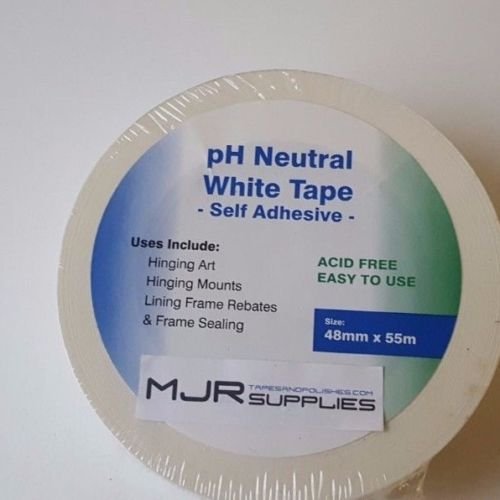 pH Neutral
White Tape
- Self Adhesive -
Uses Include:
Hinging Art
Hinging Mounts
Lining Frame Rebates
& Frame Sealing
ACID FREE
EASY TO USE
Size:
48mm x 55m
MJR TAPESANDPOLISHES.COM
SUPPLIES